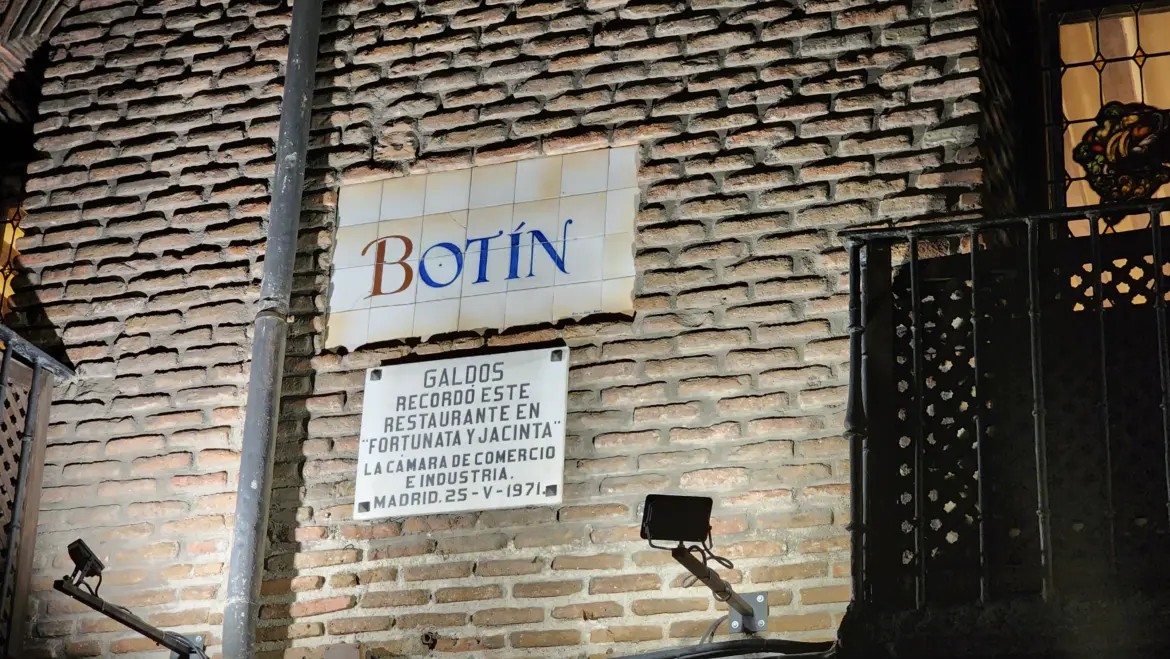 BOTÍN
GALDOS
RECORDÓ ESTE
RESTAURANTE EN
"FORTUNATA Y JACINTA"
LA CÁMARA DE COMERCIO
E INDUSTRIA.
MADRID. 25-V-1971.